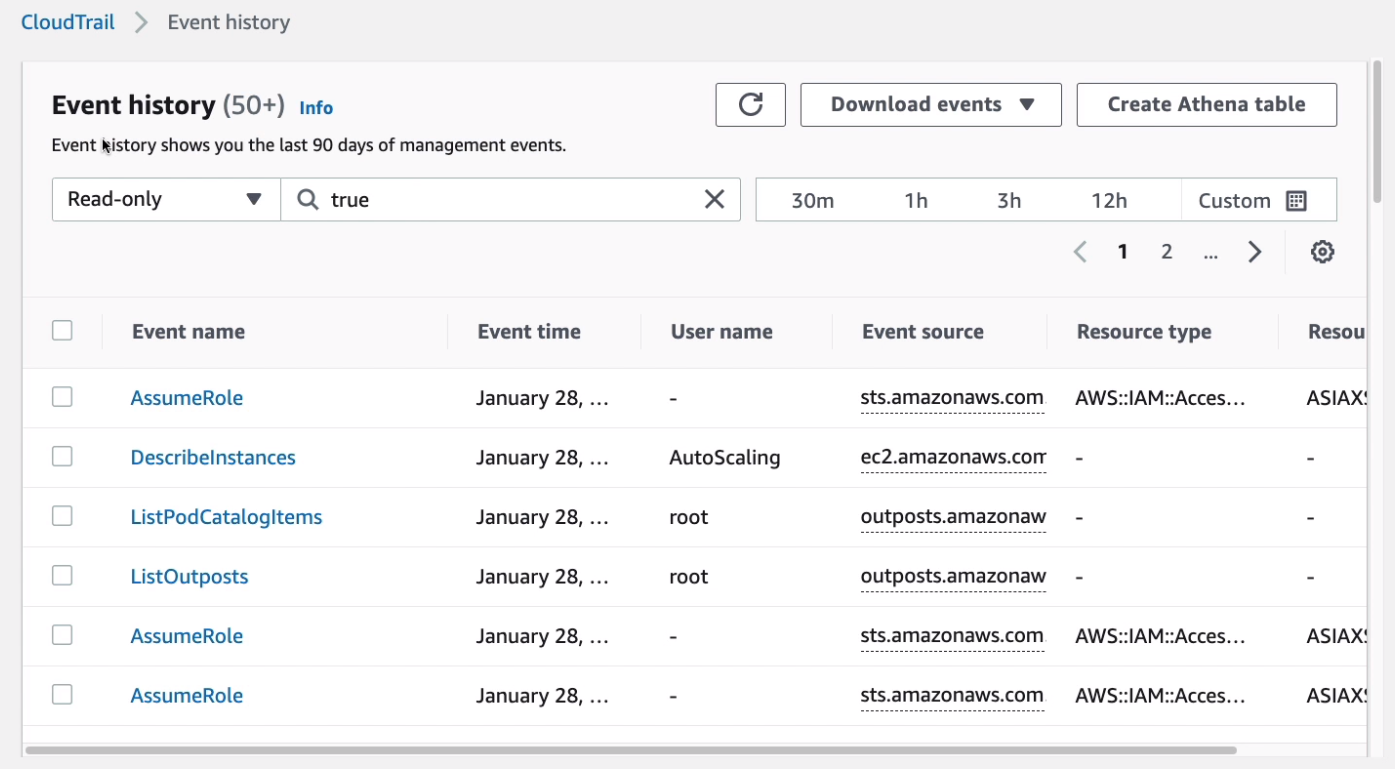 CloudTrail > Event history
Event history (50+) Info
Download events
Create Athena table
Event history shows you the last 90 days of management events.
Read-only
true
30m 1h 3h 12h Custom
1 2 ...
Event name Event time User name Event source Resource type Resou
AssumeRole January 28, ... - sts.amazonaws.com AWS::IAM::Acces... ASIAXS
DescribeInstances January 28, ... AutoScaling ec2.amazonaws.com - -
ListPodCatalogItems January 28, ... root outposts.amazonaw - -
ListOutposts January 28, ... root outposts.amazonaw - -
AssumeRole January 28, ... - sts.amazonaws.com AWS::IAM::Acces... ASIAXS
AssumeRole January 28, ... - sts.amazonaws.com AWS::IAM::Acces... ASIAXS